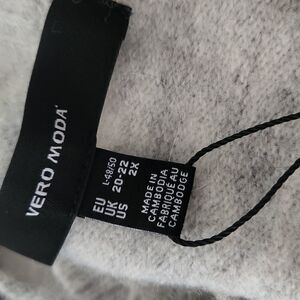 VERO MODA
EU L-48/50
UK 20-22
US 2X
MADE IN
CAMBODIA
FABRIQUÉ AU
CAMBODGE